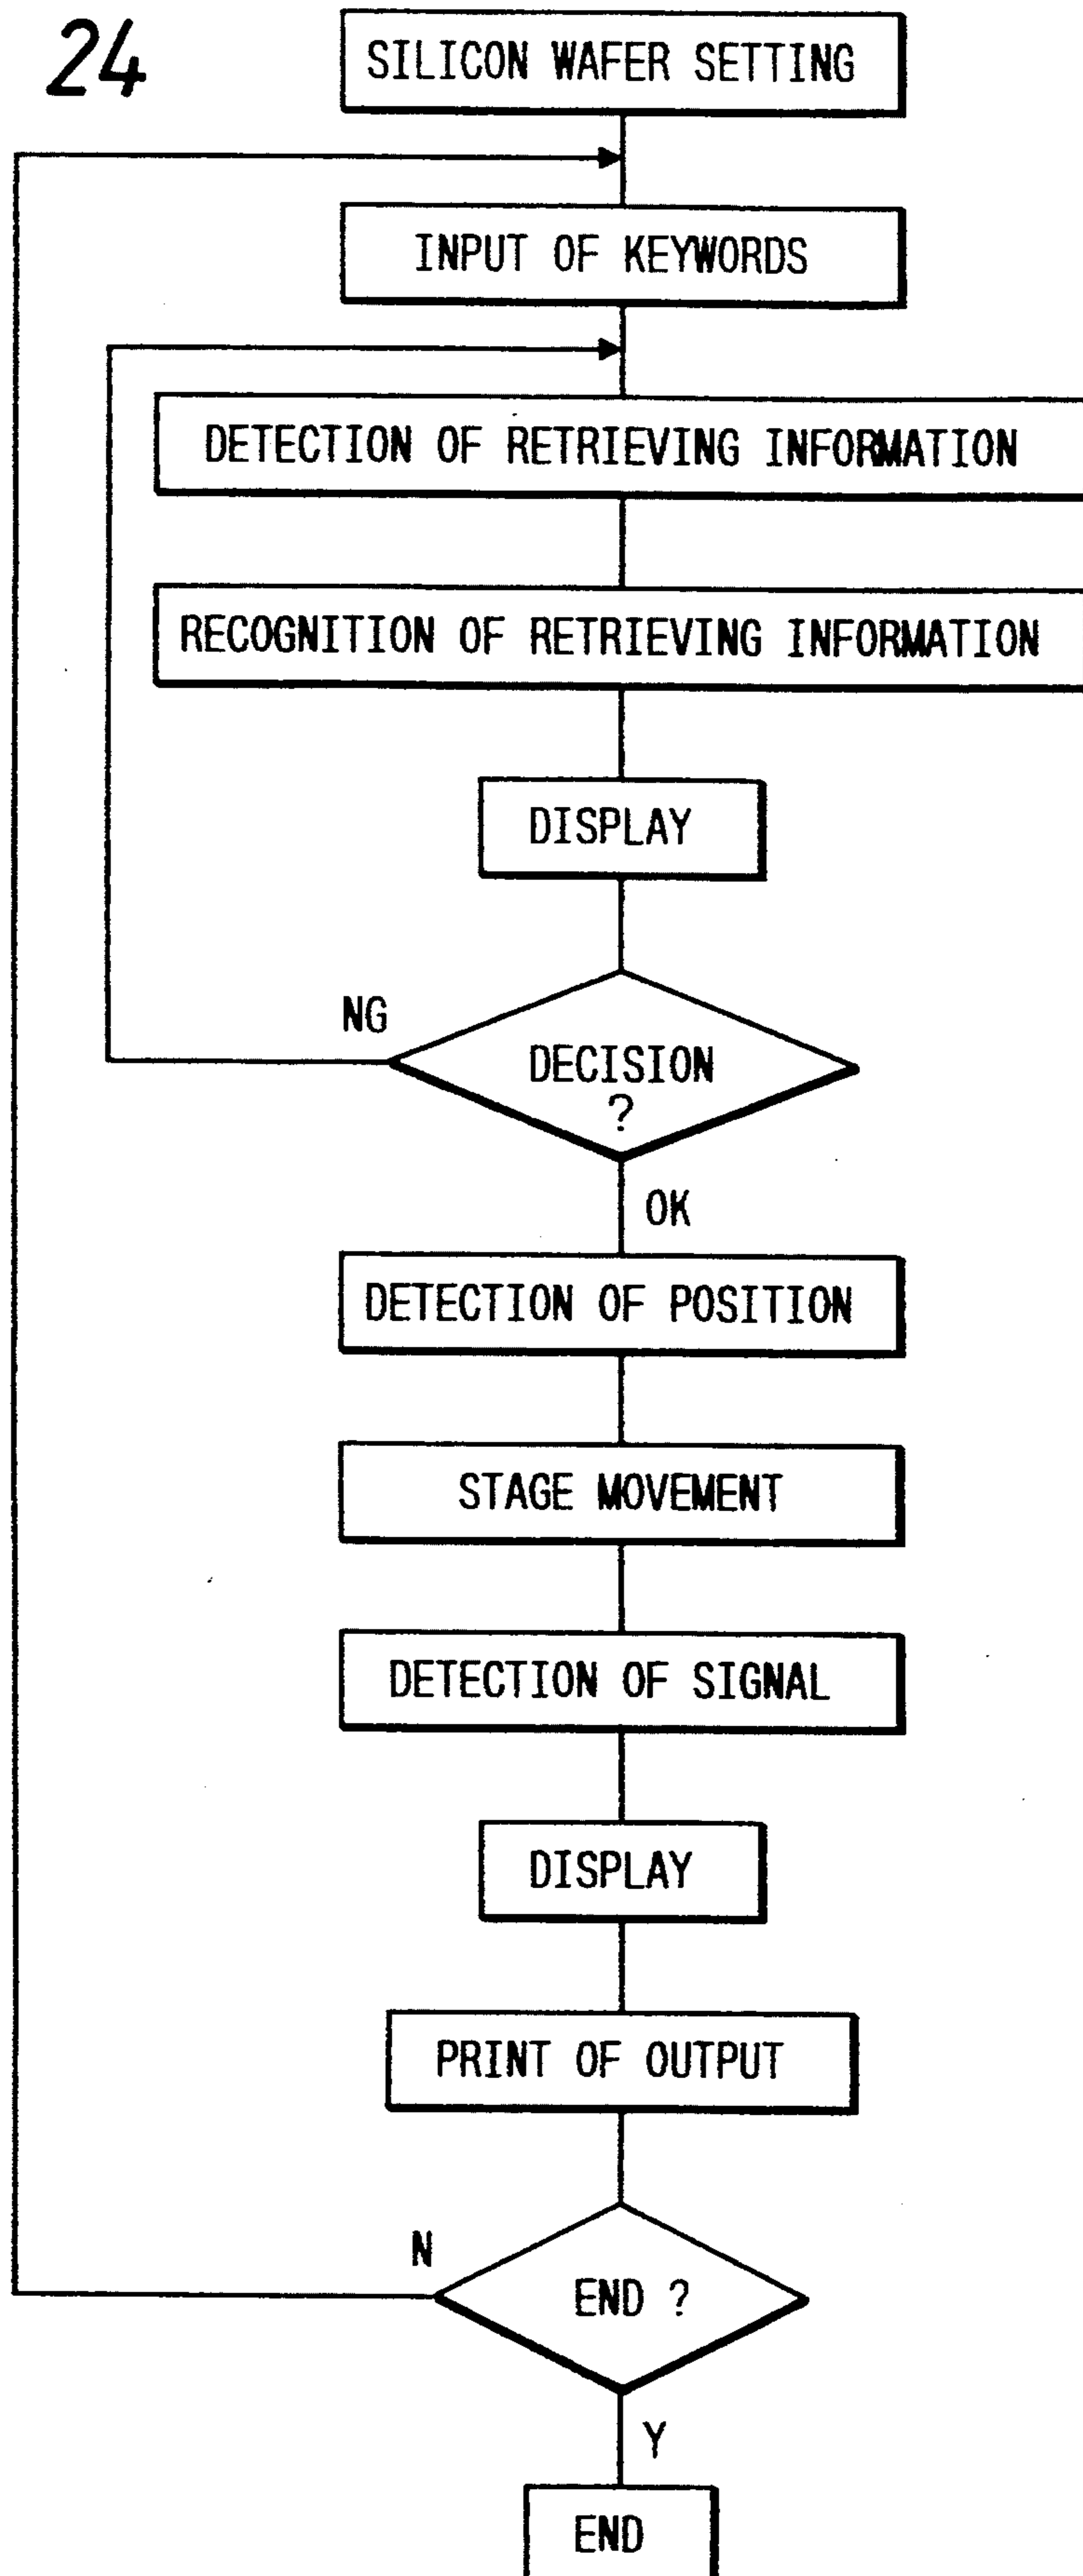 24
SILICON WAFER SETTING
INPUT OF KEYWORDS
DETECTION OF RETRIEVING INFORMATION
RECOGNITION OF RETRIEVING INFORMATION
DISPLAY
NG
DECISION
?
OK
DETECTION OF POSITION
STAGE MOVEMENT
DETECTION OF SIGNAL
DISPLAY
PRINT OF OUTPUT
N
END ?
Y
END